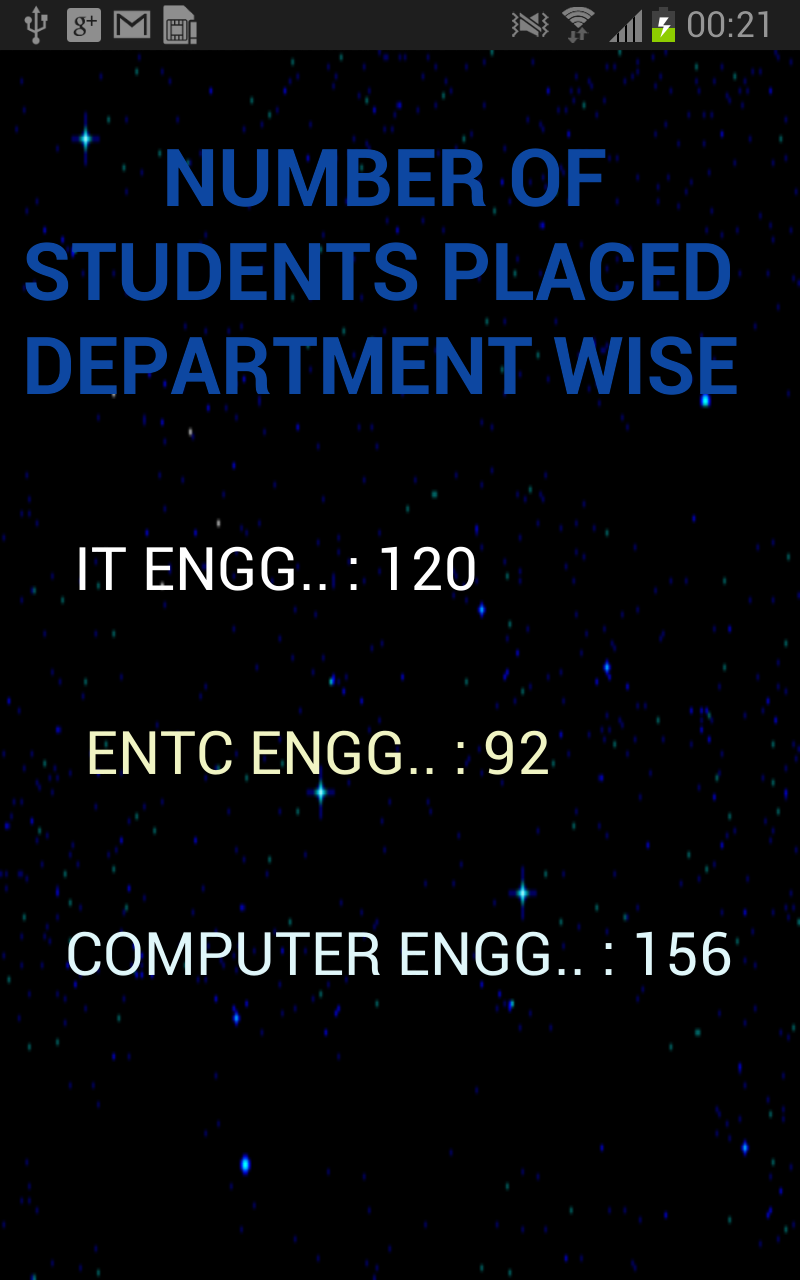 00:21
NUMBER OF
STUDENTS PLACED
DEPARTMENT WISE
IT ENGG.. : 120
ENTC ENGG.. : 92
COMPUTER ENGG.. : 156